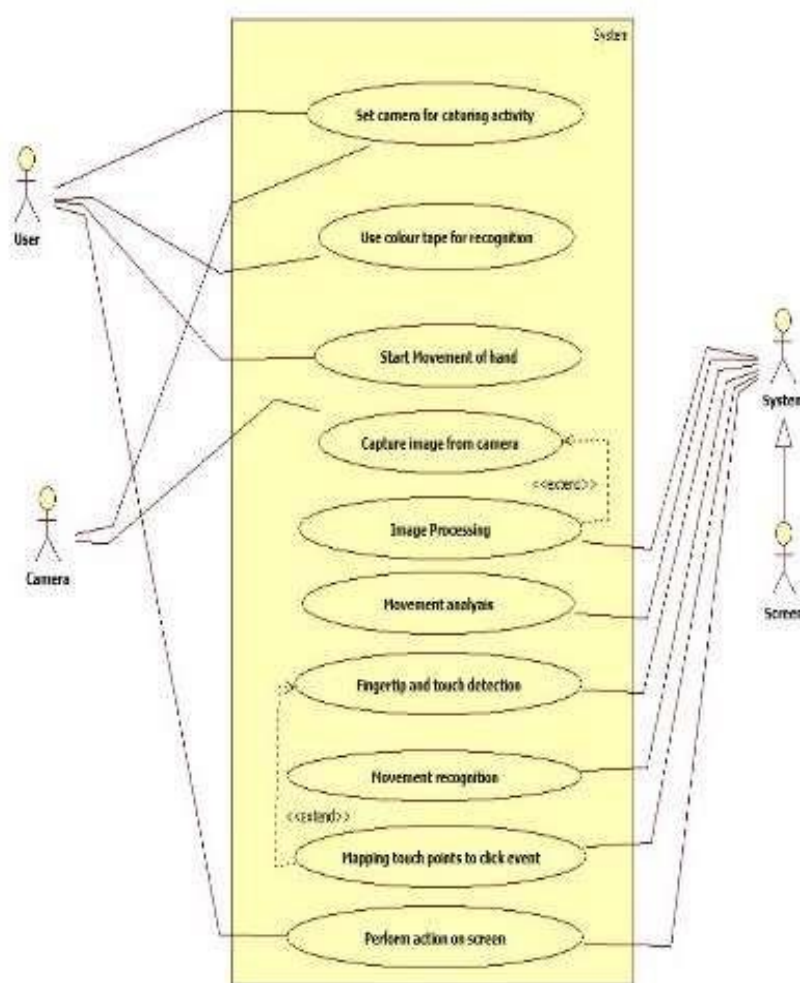 System
Set camera for caturing activity
User
Use colour tape for recognition
Start Movement of hand
System
Capture image from camera
<<extend>>
Image Processing
Camera
Movement analysis
Screen
Fingertip and touch detection
Movement recognition
<<extend>>
Mapping touch points to click event
Perform action on screen